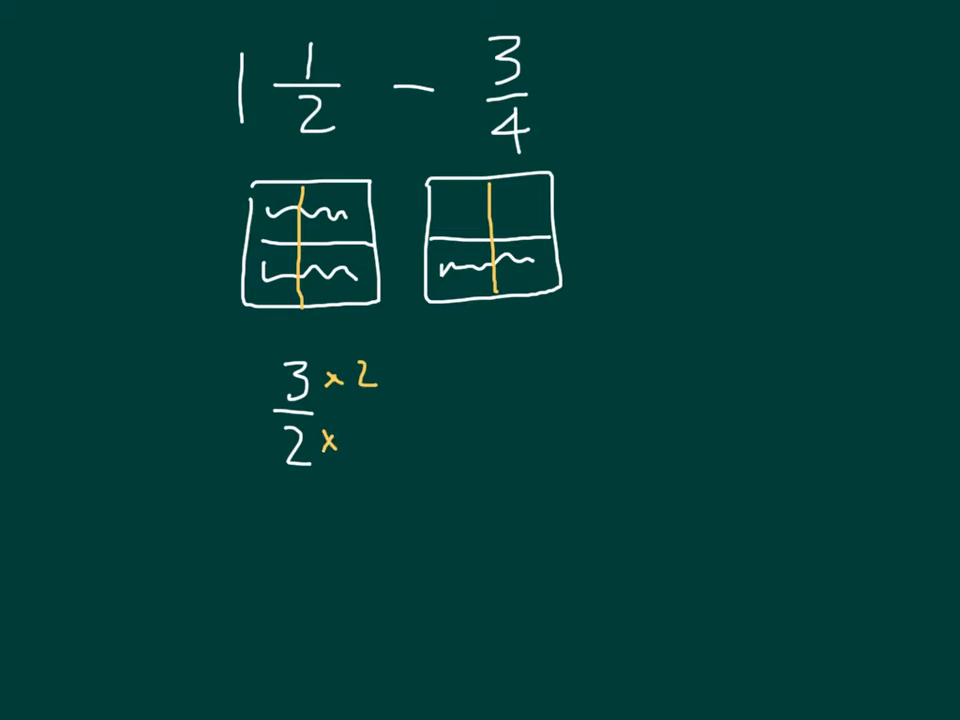 1 1/2 - 3/4
3 × 2
2 ×